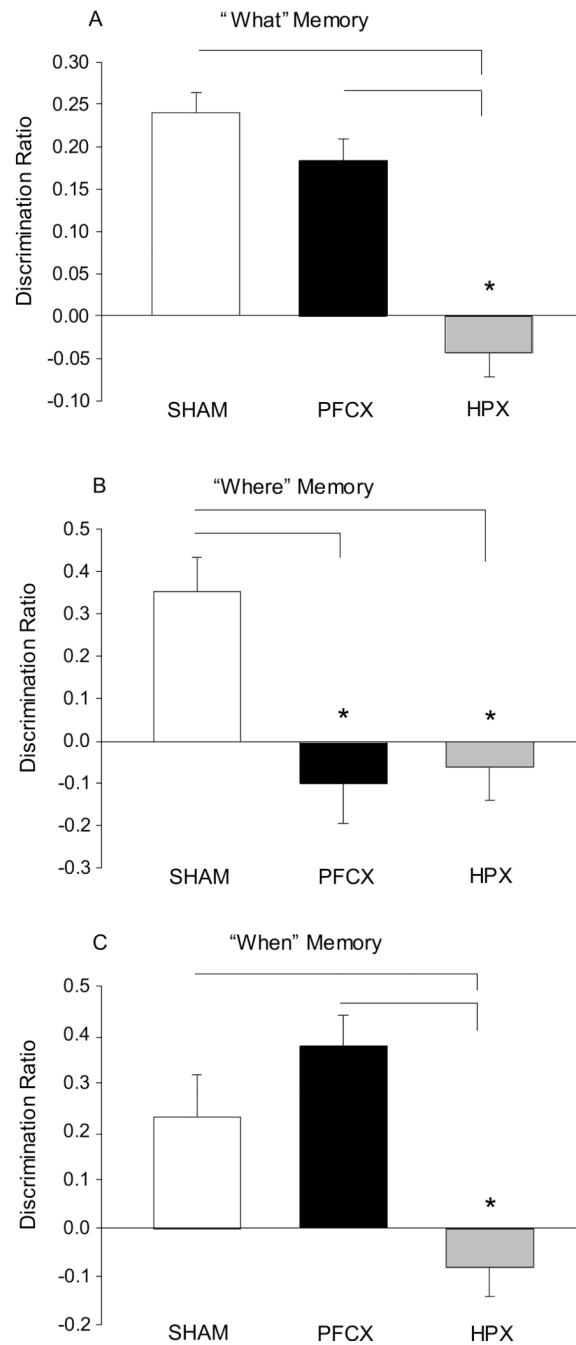 A
“ What” Memory
Discrimination Ratio
0.30
0.25
0.20
0.15
0.10
0.05
0.00
-0.05
-0.10
*
SHAM PFCX HPX
B
“Where” Memory
Discrimination Ratio
0.5
0.4
0.3
0.2
0.1
0.0
-0.1
-0.2
-0.3
* *
SHAM PFCX HPX
C
“When” Memory
Discrimination Ratio
0.5
0.4
0.3
0.2
0.1
0.0
-0.1
-0.2
*
SHAM PFCX HPX